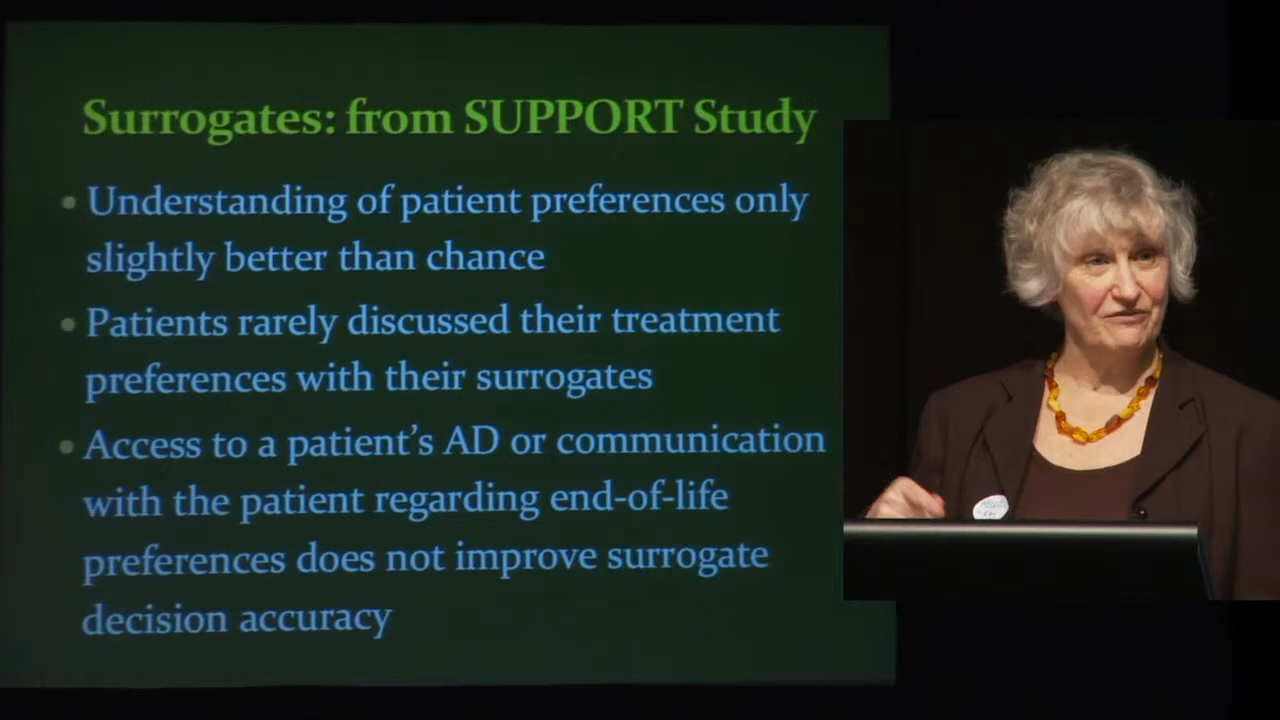 Surrogates: from SUPPORT Study
• Understanding of patient preferences only
slightly better than chance
• Patients rarely discussed their treatment
preferences with their surrogates
• Access to a patient's AD or communication
with the patient regarding end-of-life
preferences does not improve surrogate
decision accuracy